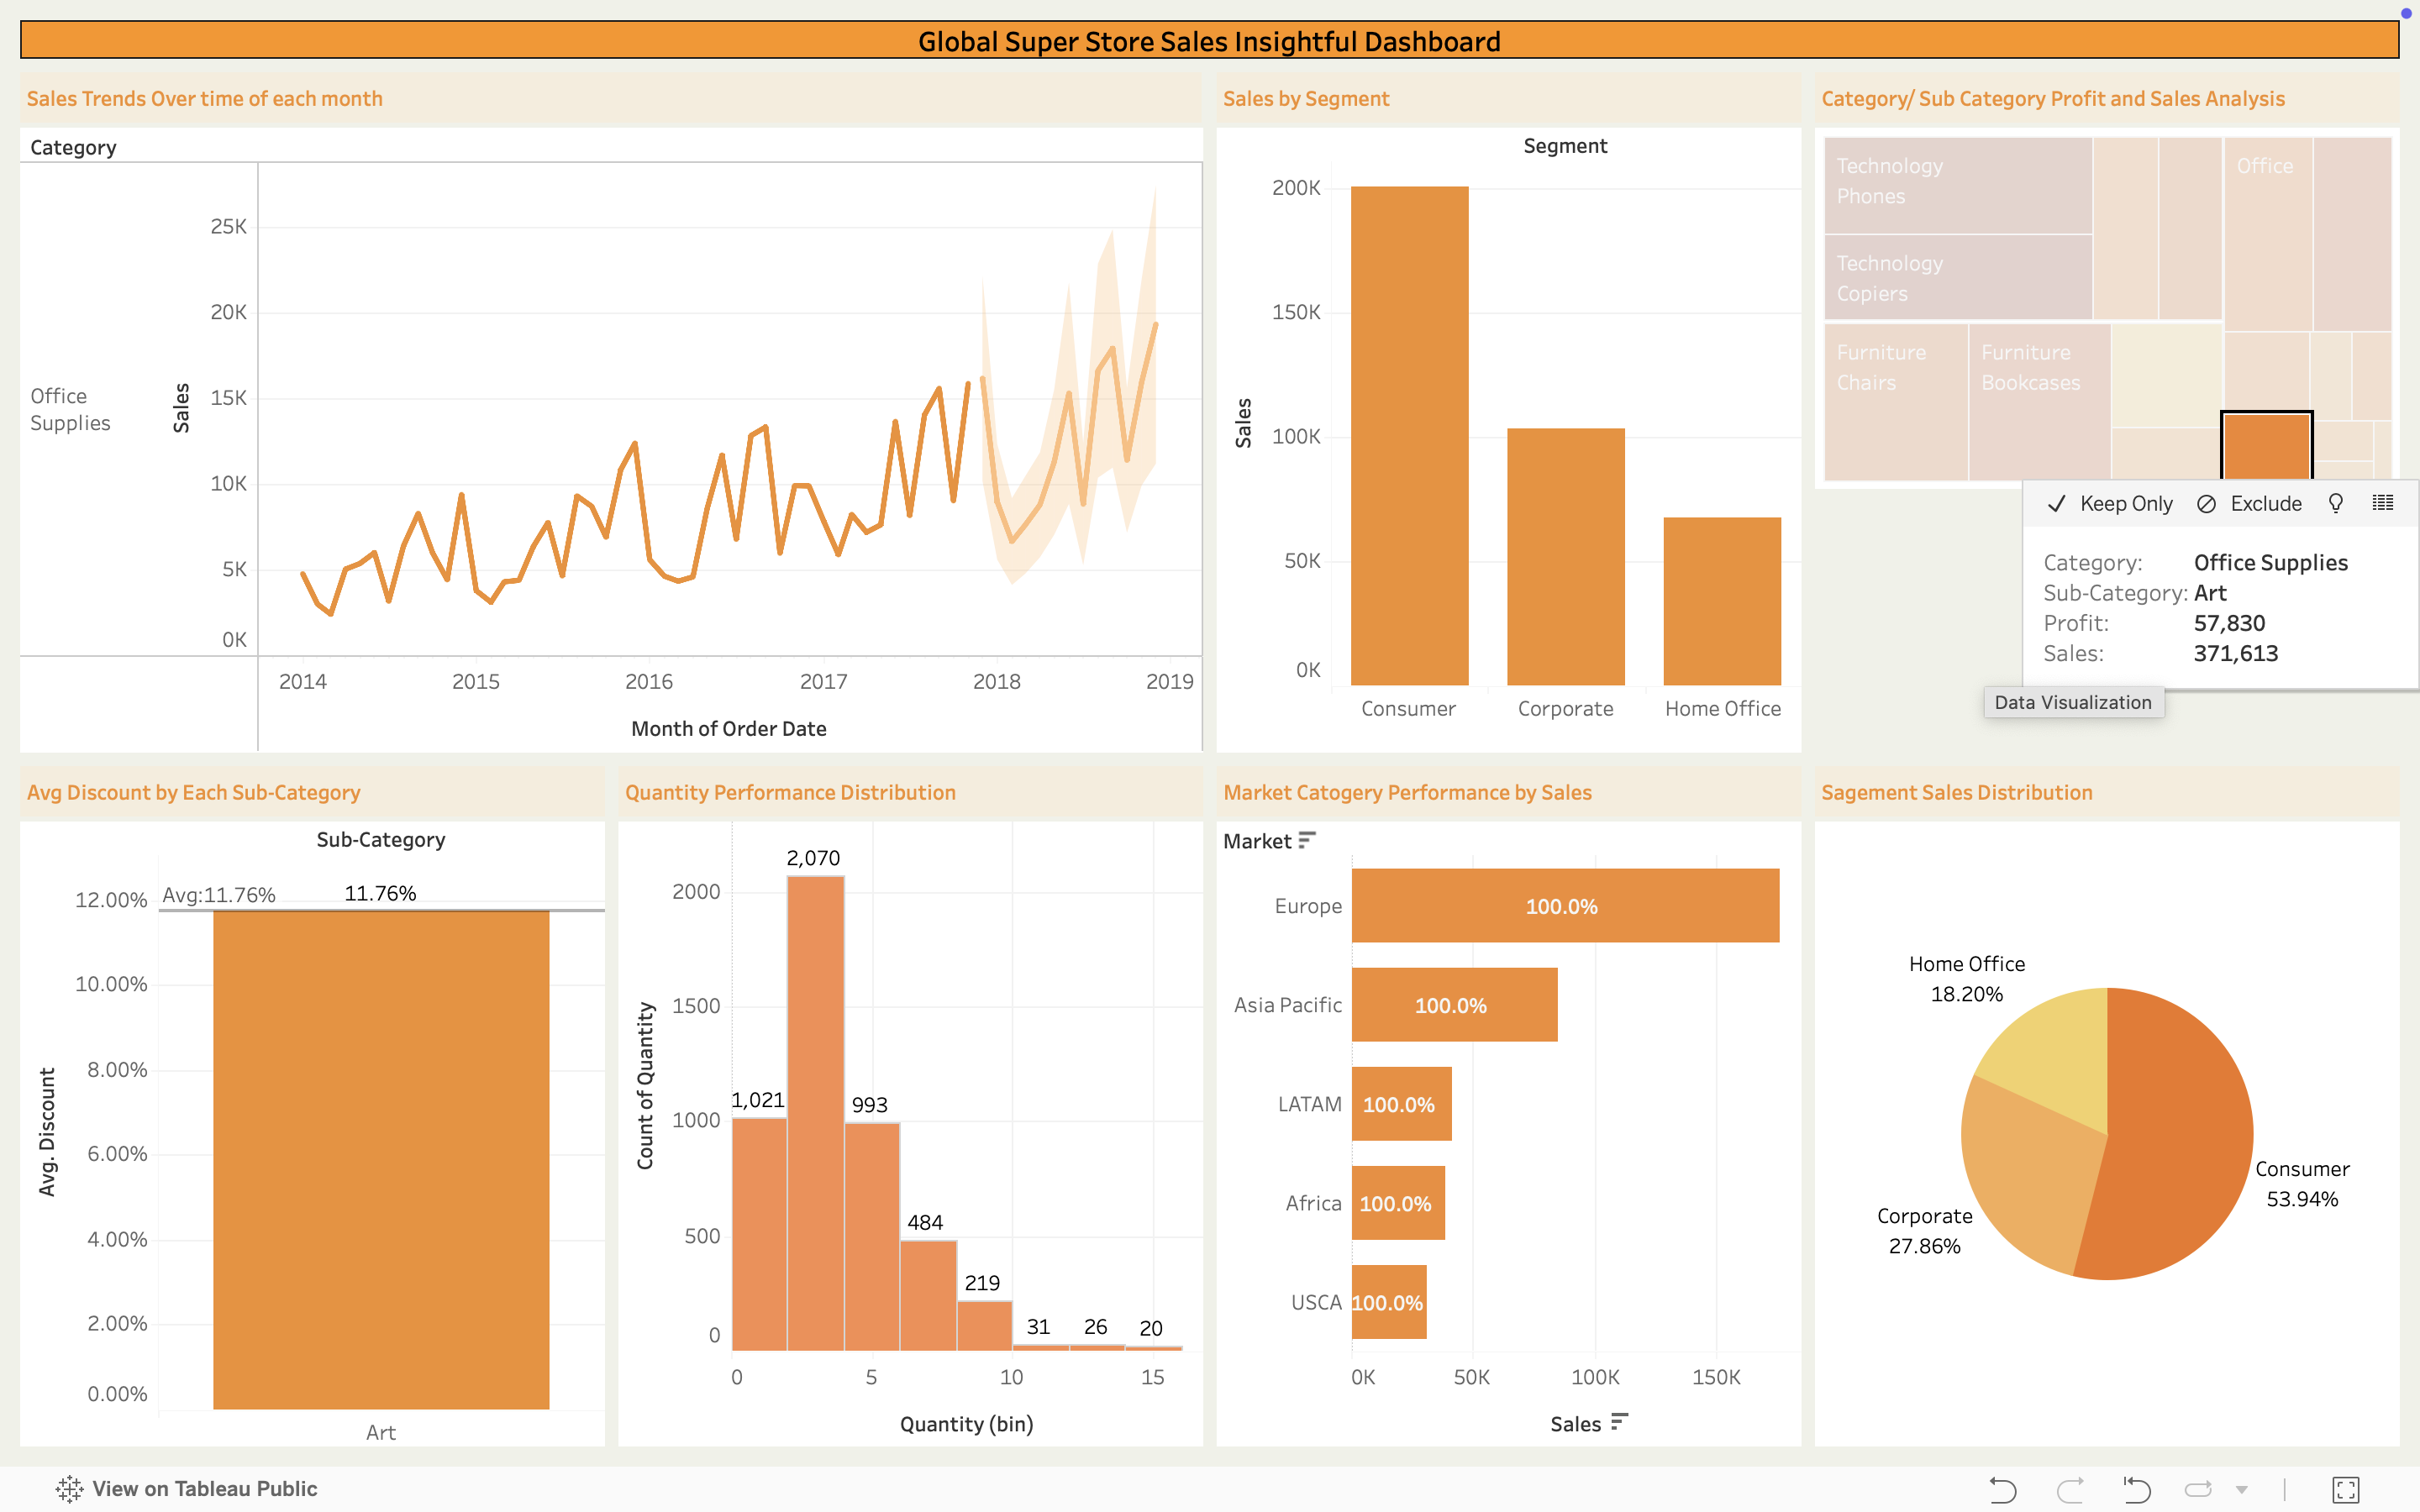 Global Super Store Sales Insightful Dashboard
Sales Trends Over time of each month
Category
Office
Supplies
Sales
25K
20K
15K
10K
5K
0K
2014
2015
2016
2017
2018
2019
Month of Order Date
Sales by Segment
Segment
Sales
200K
150K
100K
50K
0K
Consumer
Corporate
Home Office
Category/ Sub Category Profit and Sales Analysis
Technology
Phones
Technology
Copiers
Office
Furniture
Chairs
Furniture
Bookcases
Keep Only
Exclude
Category: Office Supplies
Sub-Category: Art
Profit: 57,830
Sales: 371,613
Data Visualization
Avg Discount by Each Sub-Category
Sub-Category
Avg. Discount
12.00%
10.00%
8.00%
6.00%
4.00%
2.00%
0.00%
Avg:11.76%
11.76%
Art
Quantity Performance Distribution
Count of Quantity
2000
1500
1000
500
0
1,021
2,070
993
484
219
31
26
20
0
5
10
15
Quantity (bin)
Market Catogery Performance by Sales
Market
Europe
100.0%
Asia Pacific
100.0%
LATAM
100.0%
Africa
100.0%
USCA
100.0%
0K
50K
100K
150K
Sales
Sagement Sales Distribution
Home Office
18.20%
Consumer
53.94%
Corporate
27.86%
View on Tableau Public